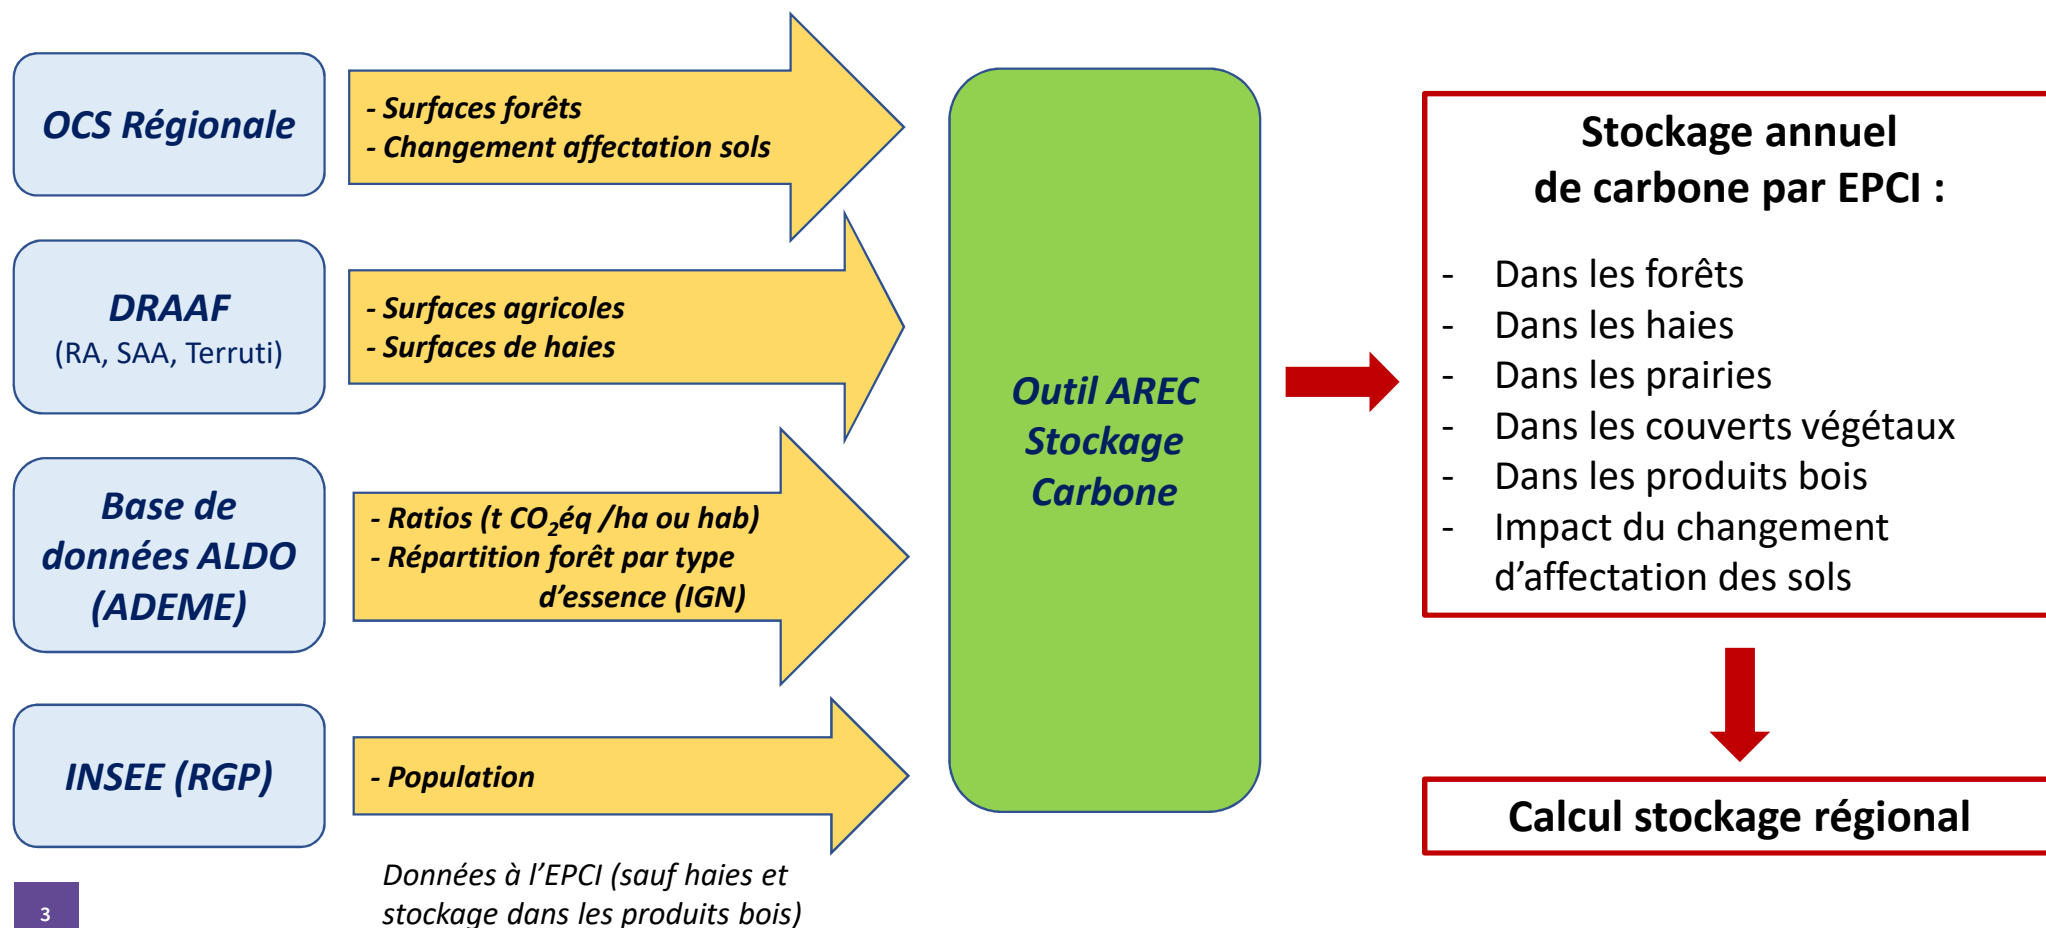 OCS Régionale
- Surfaces forêts
- Changement affectation sols
DRAAF
(RA, SAA, Terruti)
- Surfaces agricoles
- Surfaces de haies
Base de
données ALDO
(ADEME)
- Ratios (t CO₂éq /ha ou hab)
- Répartition forêt par type
d’essence (IGN)
INSEE (RGP)
- Population
Données à l’EPCI (sauf haies et
stockage dans les produits bois)
Outil AREC
Stockage
Carbone
Stockage annuel
de carbone par EPCI :
- Dans les forêts
- Dans les haies
- Dans les prairies
- Dans les couverts végétaux
- Dans les produits bois
- Impact du changement
d’affectation des sols
Calcul stockage régional
3